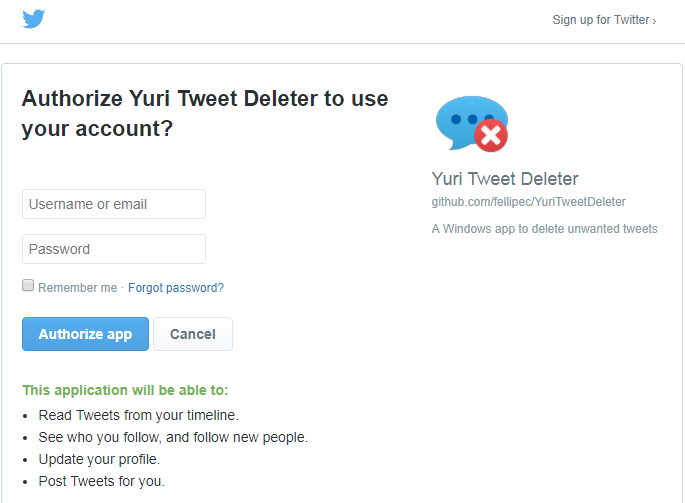 Sign up for Twitter ›
Authorize Yuri Tweet Deleter to use
your account?
Username or email
Password
Remember me · Forgot password?
Authorize app
Cancel
This application will be able to:
• Read Tweets from your timeline.
• See who you follow, and follow new people.
• Update your profile.
• Post Tweets for you.
Yuri Tweet Deleter
github.com/fellipec/YuriTweetDeleter
A Windows app to delete unwanted tweets